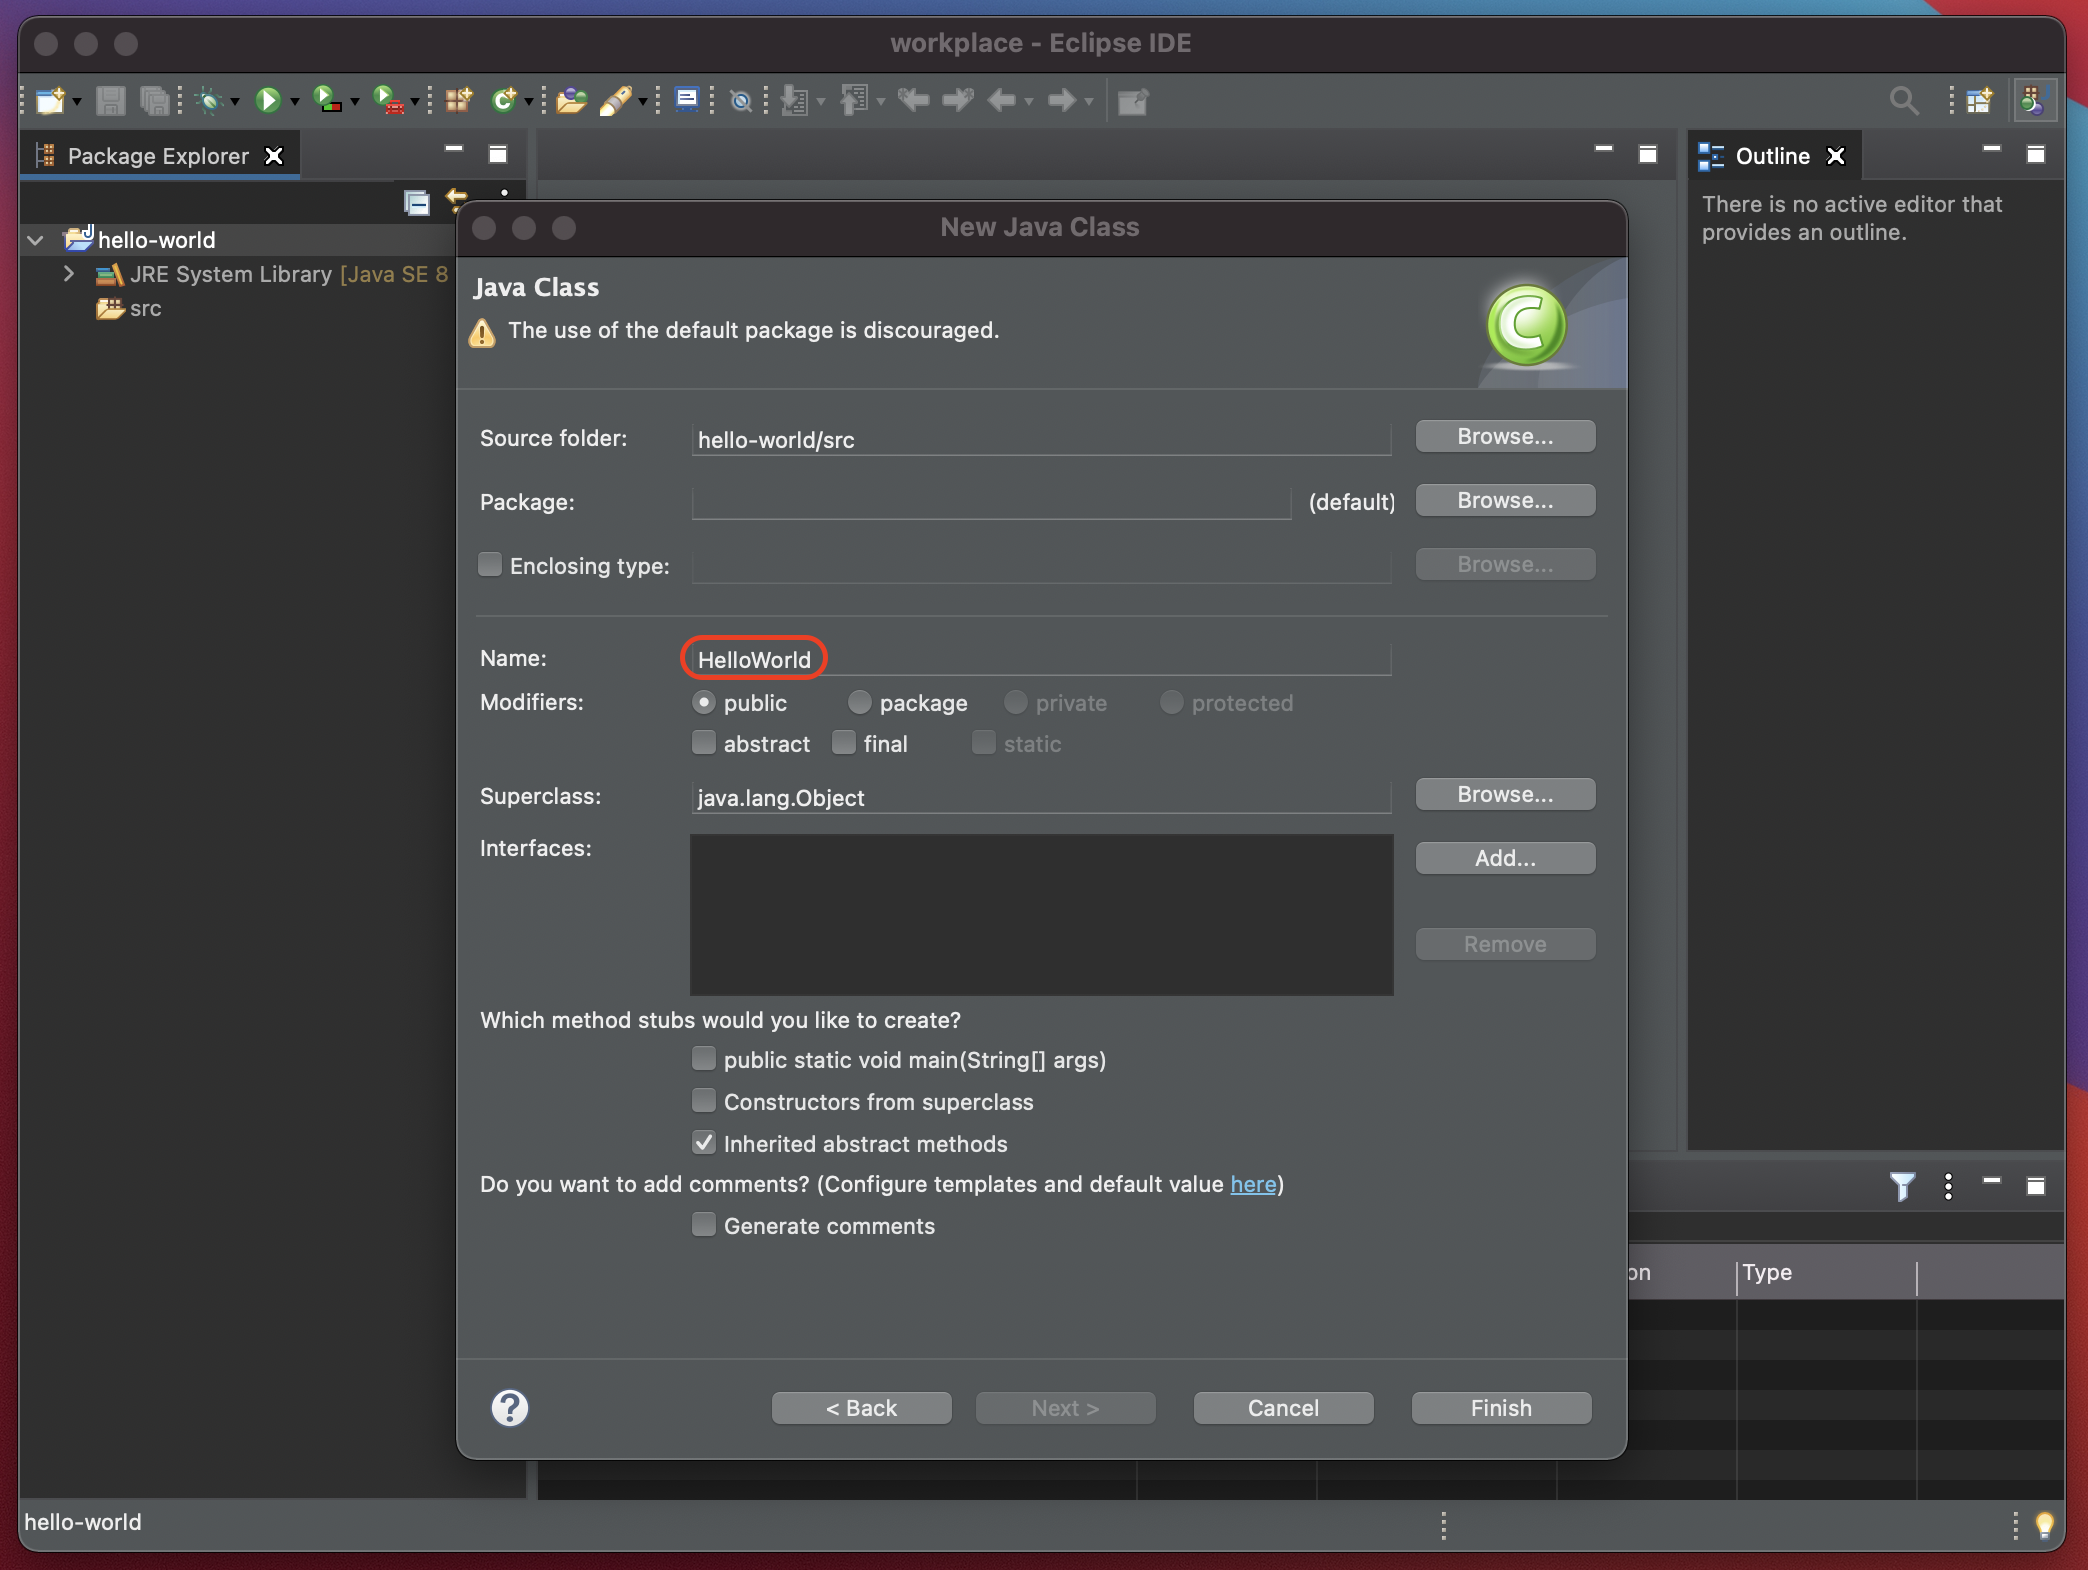 workplace - Eclipse IDE
Package Explorer
Outline
hello-world
JRE System Library [Java SE 8
src
There is no active editor that
provides an outline.
New Java Class
Java Class
The use of the default package is discouraged.
Source folder:
hello-world/src
Browse...
Package:
(default)
Browse...
Enclosing type:
Browse...
Name:
HelloWorld
Modifiers:
public
package
private
protected
abstract
final
static
Superclass:
java.lang.Object
Browse...
Interfaces:
Add...
Remove
Which method stubs would you like to create?
public static void main(String[] args)
Constructors from superclass
Inherited abstract methods
Do you want to add comments? (Configure templates and default value here)
Generate comments
on
Type
< Back
Next >
Cancel
Finish
hello-world